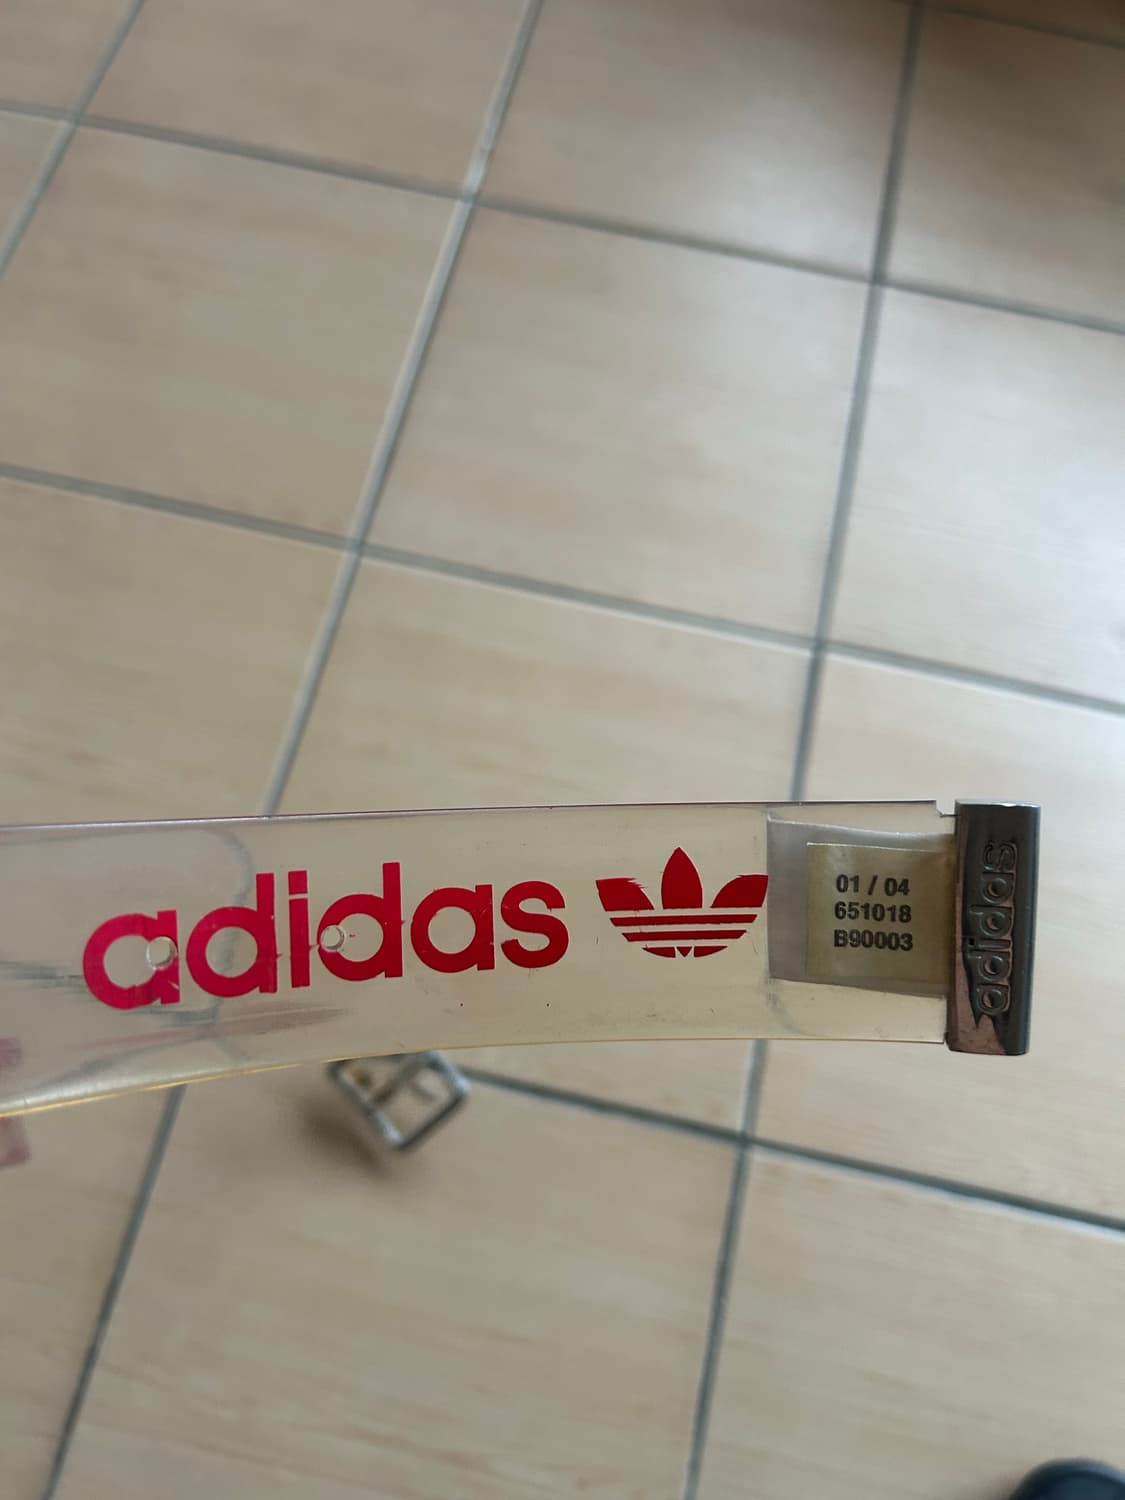 adidas
01 / 04
651018
B90003
adidas